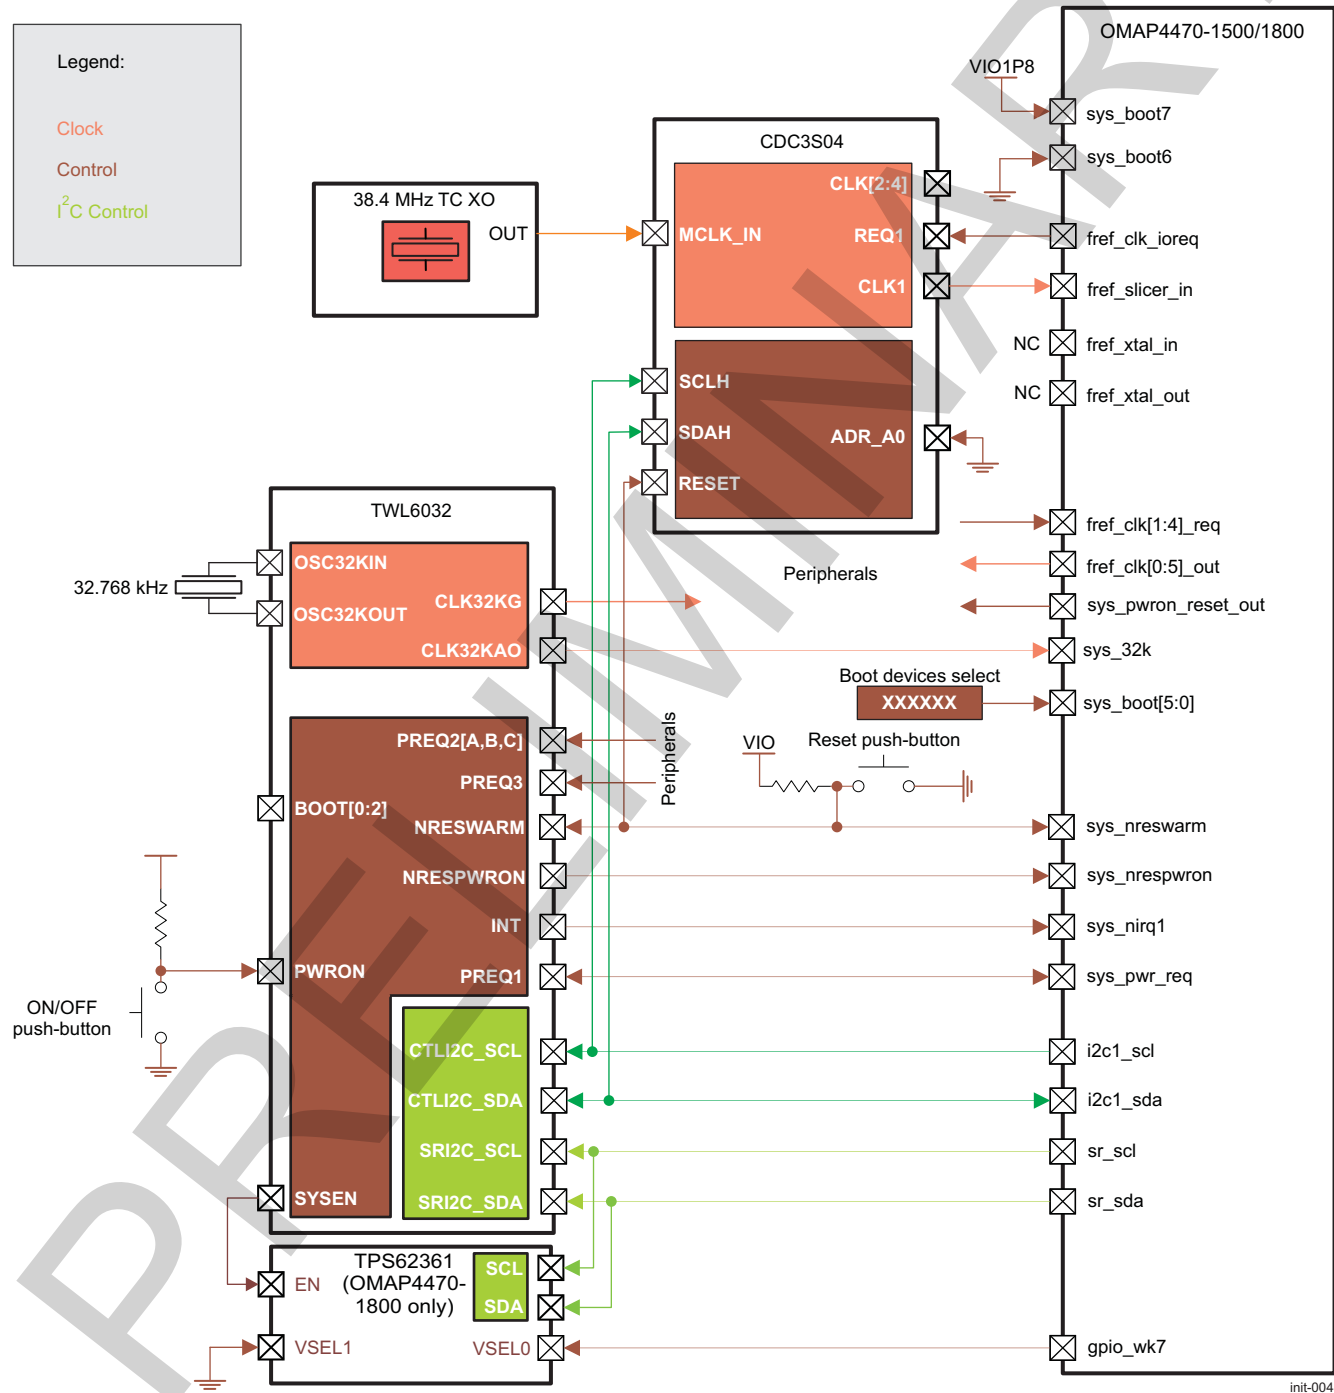 OMAP4470-1500/1800
Legend:
Clock
Control
I2C Control
VIO1P8
sys_boot7
sys_boot6
CDC3S04
38.4 MHz TC XO
OUT
MCLK_IN
CLK[2:4]
REQ1
CLK1
fref_clk_ioreq
fref_slicer_in
NC
fref_xtal_in
NC
fref_xtal_out
SCLH
SDAH
RESET
ADR_A0
TWL6032
OSC32KIN
32.768 kHz
OSC32KOUT
CLK32KG
CLK32KAO
Peripherals
fref_clk[1:4]_req
fref_clk[0:5]_out
sys_pwron_reset_out
sys_32k
Boot devices select
XXXXXX
sys_boot[5:0]
PREQ2[A,B,C]
PREQ3
Peripherals
VIO
Reset push-button
BOOT[0:2]
NRESWARM
sys_nreswarm
NRESPWRON
sys_nrespwron
INT
sys_nirq1
PWRON
PREQ1
sys_pwr_req
ON/OFF
push-button
CTLI2C_SCL
i2c1_scl
CTLI2C_SDA
i2c1_sda
SRI2C_SCL
sr_scl
SYSEN
SRI2C_SDA
sr_sda
TPS62361
(OMAP4470-
1800 only)
EN
SCL
SDA
VSEL1
VSEL0
gpio_wk7
init-004
PRELIMINARY